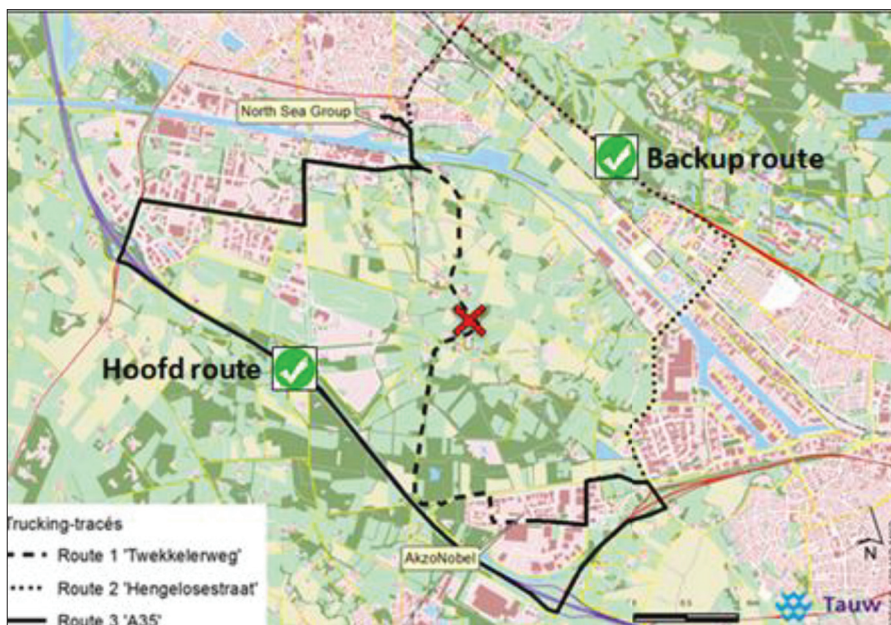 North Sea Group
Backup route
Hoofd route
AkzoNobel
Trucking-tracés
Route 1 'Twekkelerweg'
Route 2 'Hengelosestraat'
Route 3 'A35'
N
Tauw